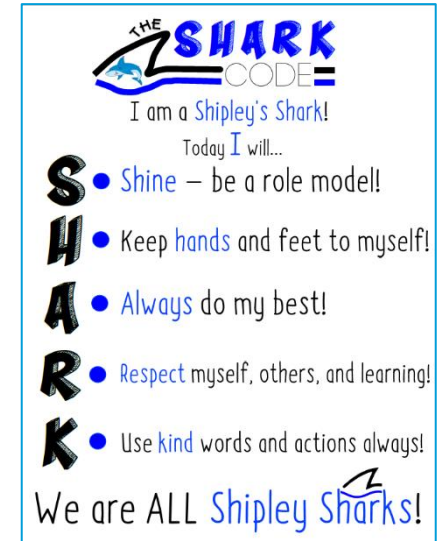 THE
SHARK
CODE
I am a Shipley's Shark!
Today I will...
S • Shine – be a role model!
H • Keep hands and feet to myself!
A • Always do my best!
R • Respect myself, others, and learning!
K • Use kind words and actions always!
We are ALL Shipley Sharks!